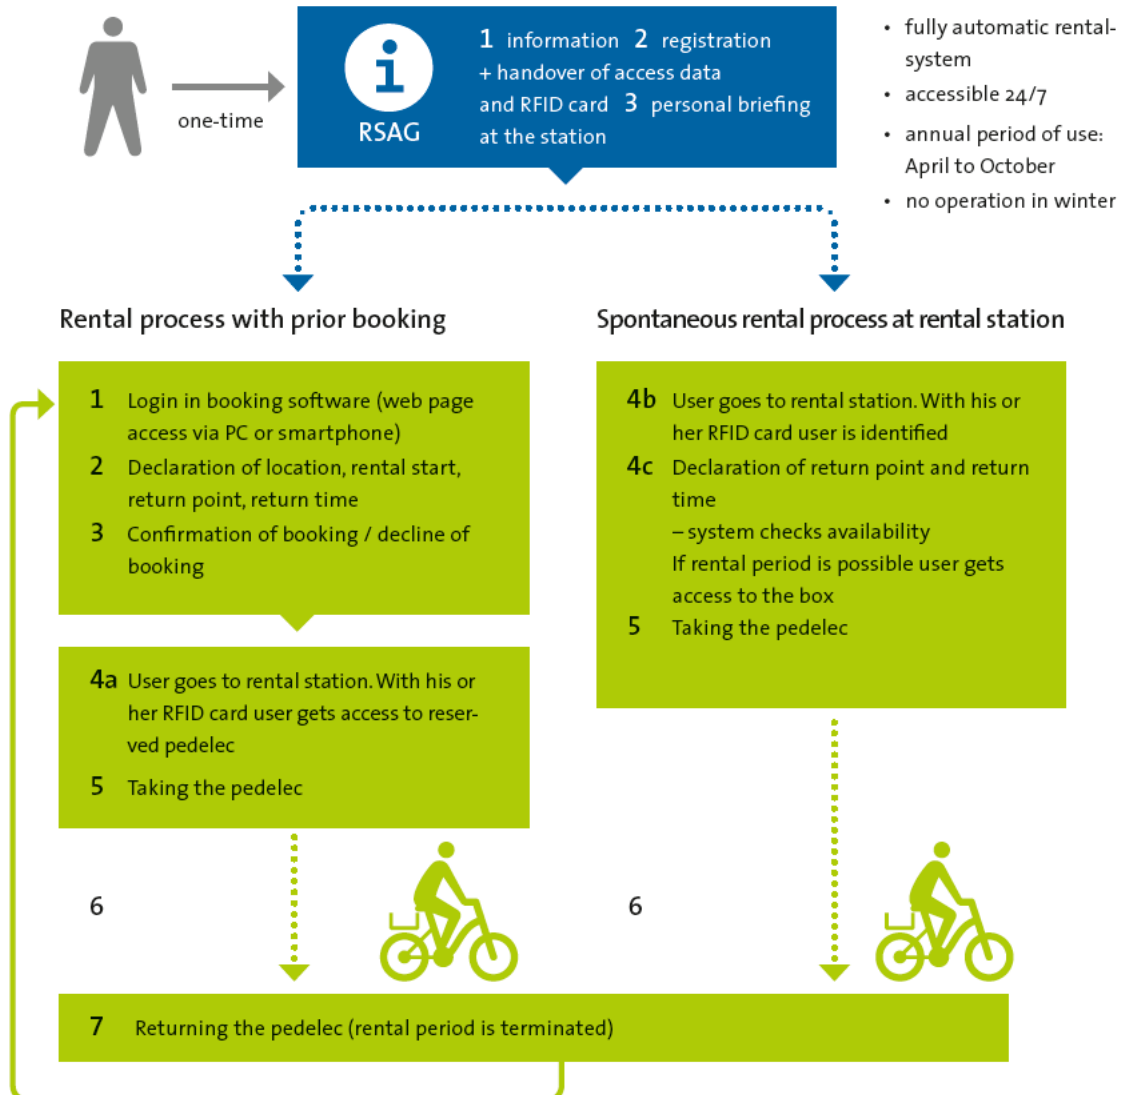 one-time
RSAG
1 information 2 registration
+ handover of access data
and RFID card 3 personal briefing
at the station
• fully automatic rental-
system
• accessible 24/7
• annual period of use:
April to October
• no operation in winter
Rental process with prior booking
1 Login in booking software (web page
access via PC or smartphone)
2 Declaration of location, rental start,
return point, return time
3 Confirmation of booking / decline of
booking
4a User goes to rental station. With his or
her RFID card user gets access to reser-
ved pedelec
5 Taking the pedelec
6
Spontaneous rental process at rental station
4b User goes to rental station. With his or
her RFID card user is identified
4c Declaration of return point and return
time
– system checks availability
If rental period is possible user gets
access to the box
5 Taking the pedelec
6
7 Returning the pedelec (rental period is terminated)